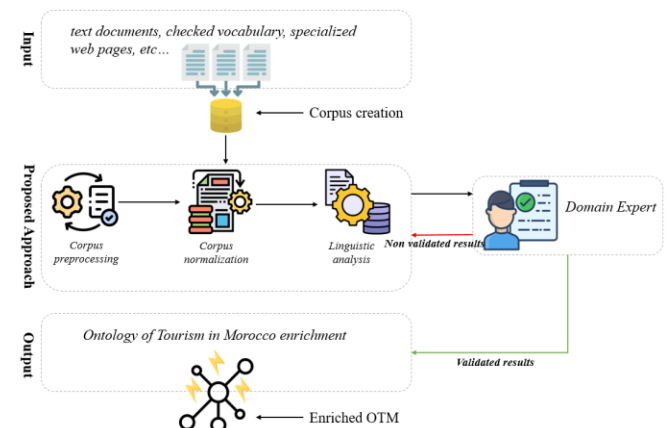 Input
text documents, checked vocabulary, specialized
web pages, etc…
Corpus creation
Proposed Approach
Corpus
preprocessing
Corpus
normalization
Linguistic
analysis
Domain Expert
Non validated results
Output
Ontology of Tourism in Morocco enrichment
Validated results
Enriched OTM